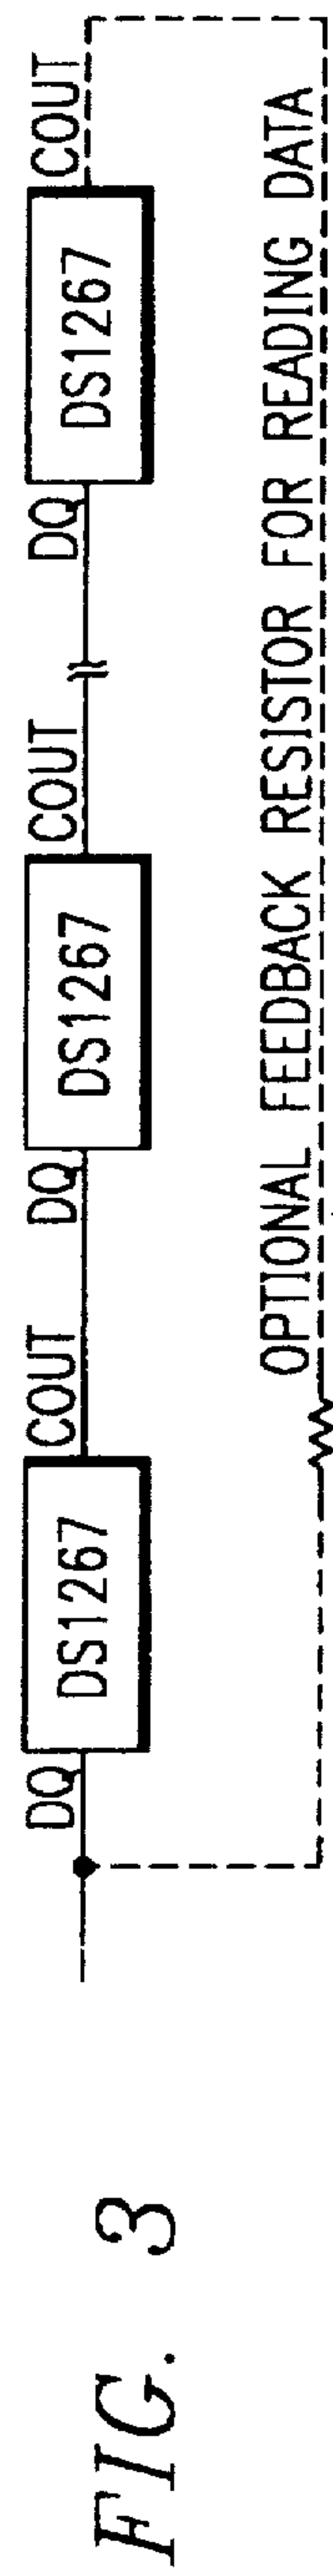 DQ
DS1267
COUT
DQ
DS1267
COUT
DQ
DS1267
COUT
OPTIONAL FEEDBACK RESISTOR FOR READING DATA
FIG. 3